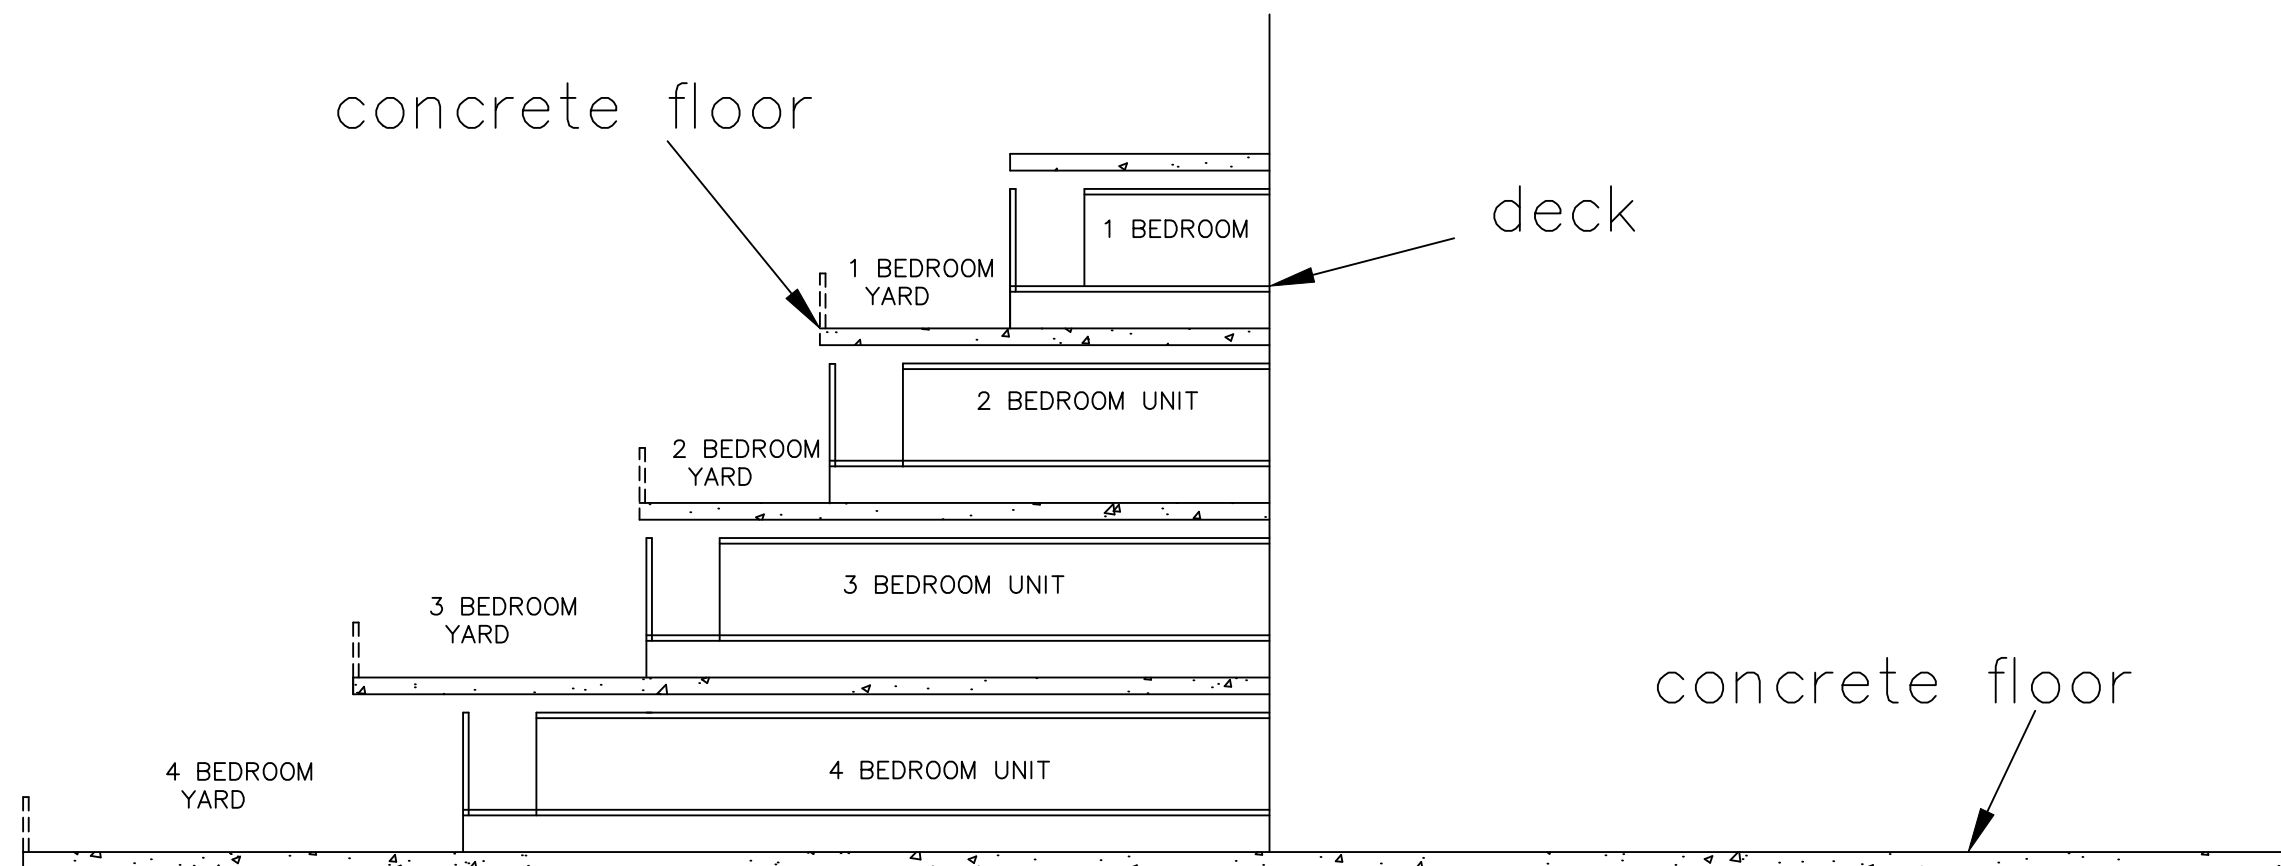 concrete floor
deck
1 BEDROOM
1 BEDROOM
YARD
2 BEDROOM UNIT
2 BEDROOM
YARD
3 BEDROOM UNIT
3 BEDROOM
YARD
concrete floor
4 BEDROOM UNIT
4 BEDROOM
YARD